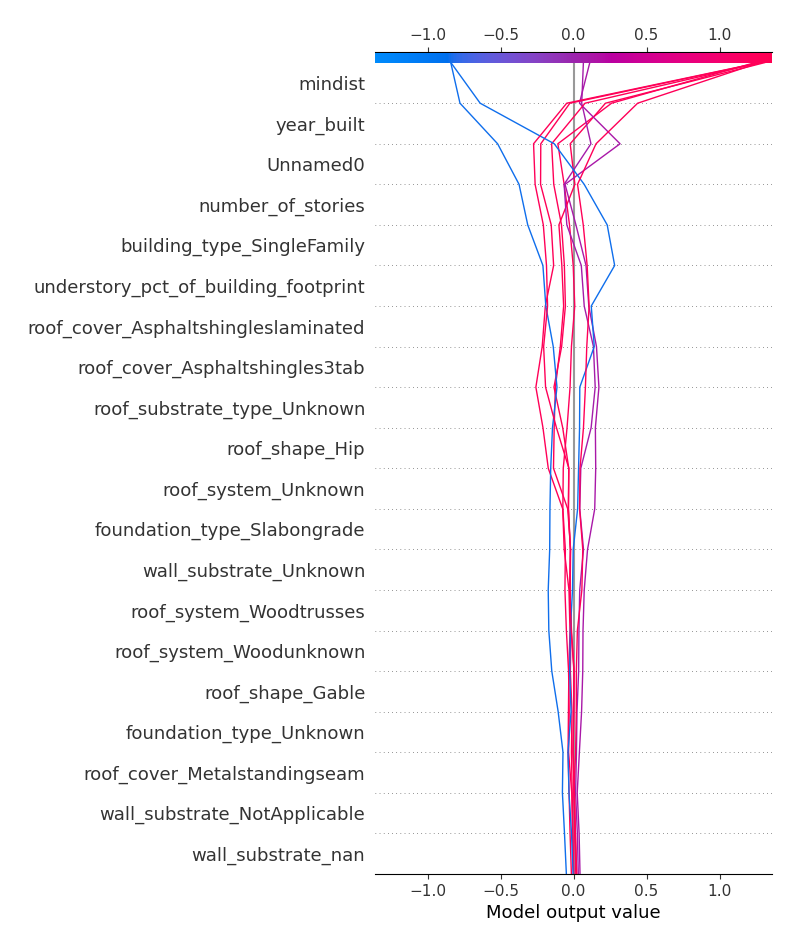 −1.0 −0.5 0.0 0.5 1.0
mindist
year_built
Unnamed0
number_of_stories
building_type_SingleFamily
understory_pct_of_building_footprint
roof_cover_Asphaltshingleslaminated
roof_cover_Asphaltshingles3tab
roof_substrate_type_Unknown
roof_shape_Hip
roof_system_Unknown
foundation_type_Slabongrade
wall_substrate_Unknown
roof_system_Woodtrusses
roof_system_Woodunknown
roof_shape_Gable
foundation_type_Unknown
roof_cover_Metalstandingseam
wall_substrate_NotApplicable
wall_substrate_nan
−1.0 −0.5 0.0 0.5 1.0
Model output value